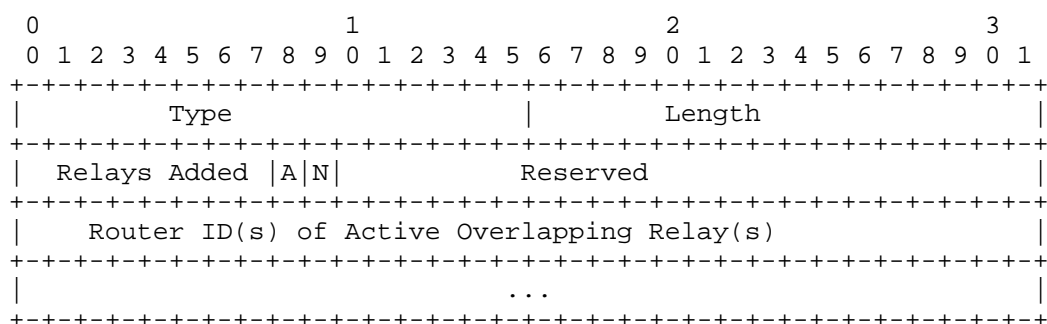 0                   1                   2                   3
 0 1 2 3 4 5 6 7 8 9 0 1 2 3 4 5 6 7 8 9 0 1 2 3 4 5 6 7 8 9 0 1
+-+-+-+-+-+-+-+-+-+-+-+-+-+-+-+-+-+-+-+-+-+-+-+-+-+-+-+-+-+-+-+-+
|         Type                  |        Length                 |
+-+-+-+-+-+-+-+-+-+-+-+-+-+-+-+-+-+-+-+-+-+-+-+-+-+-+-+-+-+-+-+-+
|  Relays Added |A|N|           Reserved                        |
+-+-+-+-+-+-+-+-+-+-+-+-+-+-+-+-+-+-+-+-+-+-+-+-+-+-+-+-+-+-+-+-+
|    Router ID(s) of Active Overlapping Relay(s)                |
+-+-+-+-+-+-+-+-+-+-+-+-+-+-+-+-+-+-+-+-+-+-+-+-+-+-+-+-+-+-+-+-+
|                              ...                              |
+-+-+-+-+-+-+-+-+-+-+-+-+-+-+-+-+-+-+-+-+-+-+-+-+-+-+-+-+-+-+-+-+